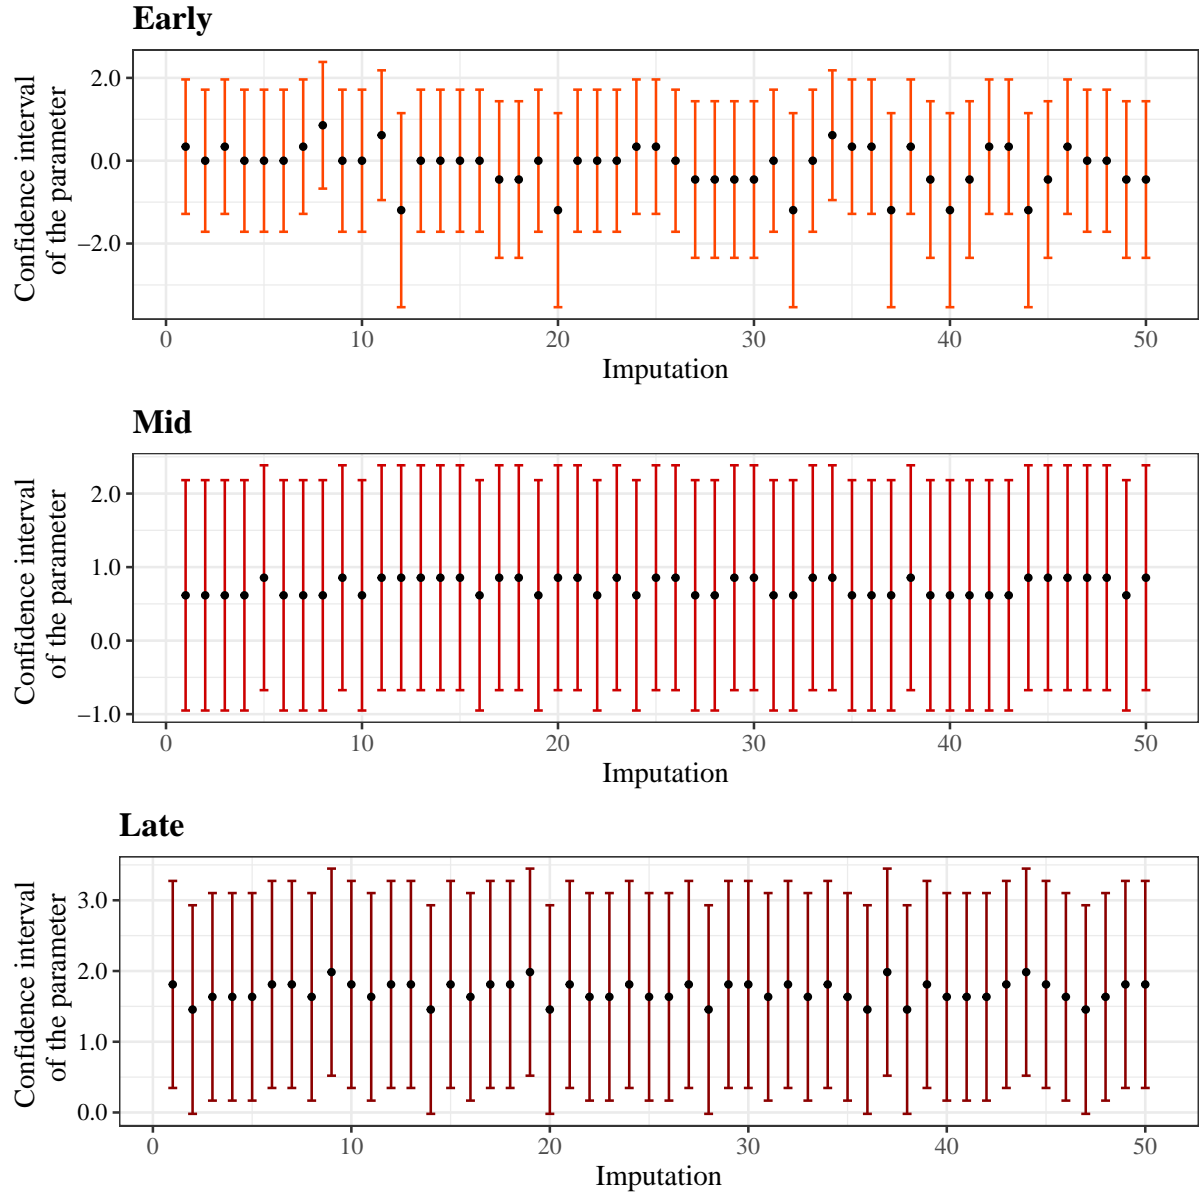 Early
Confidence interval
of the parameter
2.0
0.0
−2.0
0 10 20 30 40 50
Imputation
Mid
Confidence interval
of the parameter
2.0
1.0
0.0
−1.0
0 10 20 30 40 50
Imputation
Late
Confidence interval
of the parameter
3.0
2.0
1.0
0.0
0 10 20 30 40 50
Imputation